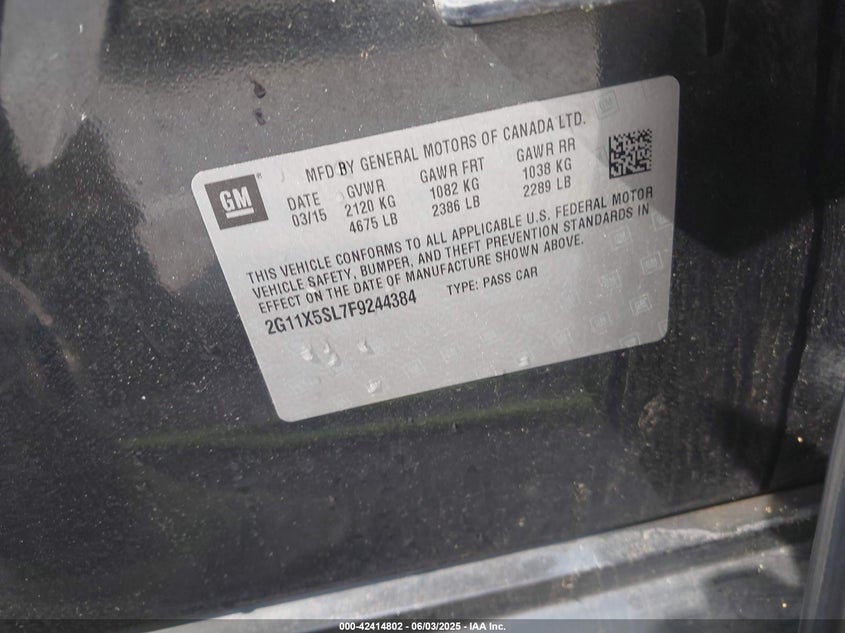 GM
®
MFD BY GENERAL MOTORS OF CANADA LTD.
DATE GVWR GAWR FRT GAWR RR
03/15 2120 KG 1082 KG 1038 KG
4675 LB 2386 LB 2289 LB
THIS VEHICLE CONFORMS TO ALL APPLICABLE U.S. FEDERAL MOTOR
VEHICLE SAFETY, BUMPER, AND THEFT PREVENTION STANDARDS IN
EFFECT ON THE DATE OF MANUFACTURE SHOWN ABOVE.
2G11X5SL7F9244384 TYPE: PASS CAR
000-42414802 - 06/03/2025 - IAA Inc.